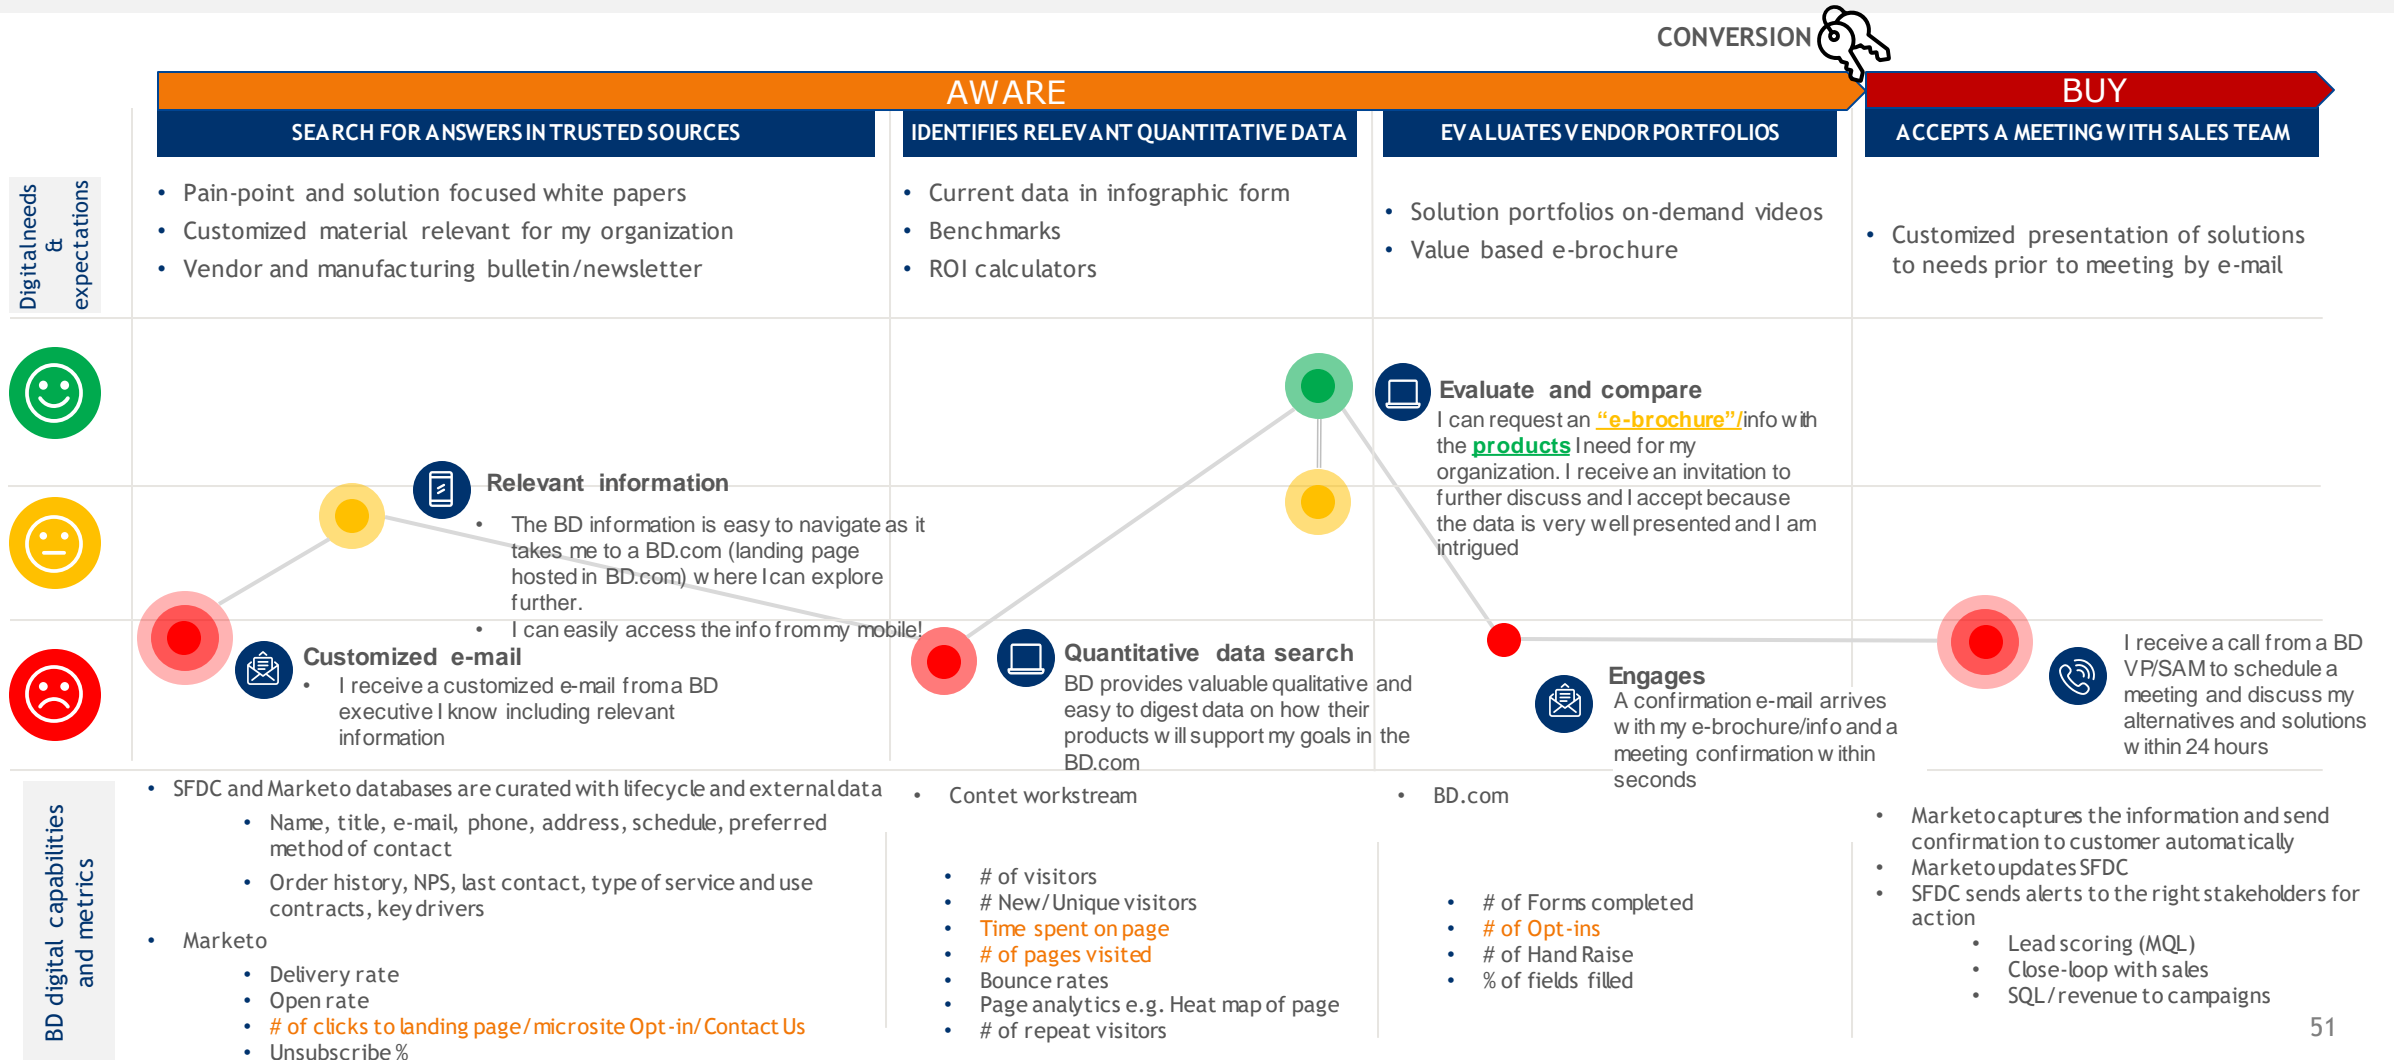 CONVERSION
AWARE
BUY
SEARCH FOR ANSWERS IN TRUSTED SOURCES
IDENTIFIES RELEVANT QUANTITATIVE DATA
EVALUATES VENDOR PORTFOLIOS
ACCEPTS A MEETING WITH SALES TEAM
Digital needs
&
expectations
• Pain-point and solution focused white papers
• Customized material relevant for my organization
• Vendor and manufacturing bulletin/newsletter
• Current data in infographic form
• Benchmarks
• ROI calculators
• Solution portfolios on-demand videos
• Value based e-brochure
• Customized presentation of solutions
to needs prior to meeting by e-mail
Relevant information
• The BD information is easy to navigate as it
takes me to a BD.com (landing page
hosted in BD.com) where I can explore
further.
• I can easily access the info from my mobile!
Customized e-mail
• I receive a customized e-mail from a BD
executive I know including relevant
information
Quantitative data search
BD provides valuable qualitative and
easy to digest data on how their
products will support my goals in the
BD.com
Evaluate and compare
I can request an “e-brochure”/info with
the products I need for my
organization. I receive an invitation to
further discuss and I accept because
the data is very well presented and I am
intrigued
Engages
A confirmation e-mail arrives
with my e-brochure/info and a
meeting confirmation within
seconds
I receive a call from a BD
VP/SAM to schedule a
meeting and discuss my
alternatives and solutions
within 24 hours
BD digital capabilities
and metrics
• SFDC and Marketo databases are curated with lifecycle and external data
• Name, title, e-mail, phone, address, schedule, preferred
method of contact
• Order history, NPS, last contact, type of service and use
contracts, key drivers
• Marketo
• Delivery rate
• Open rate
• # of clicks to landing page/microsite Opt-in/Contact Us
• Unsubscribe %
• Contet workstream
• # of visitors
• # New/Unique visitors
• Time spent on page
• # of pages visited
• Bounce rates
• Page analytics e.g. Heat map of page
• # of repeat visitors
• BD.com
• # of Forms completed
• # of Opt-ins
• # of Hand Raise
• % of fields filled
• Marketo captures the information and send
confirmation to customer automatically
• Marketo updates SFDC
• SFDC sends alerts to the right stakeholders for
action
• Lead scoring (MQL)
• Close-loop with sales
• SQL/revenue to campaigns
51